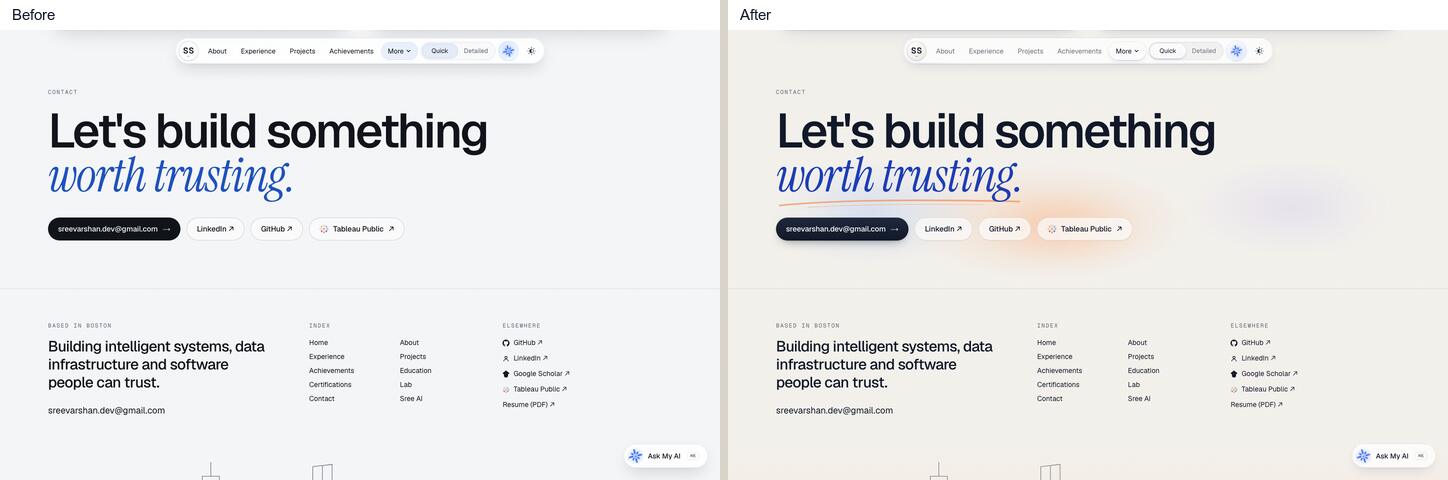 Before
SS About Experience Projects Achievements More Quick Detailed
CONTACT
Let's build something
worth trusting.
sreevarshan.dev@gmail.com → LinkedIn ↗ GitHub ↗ Tableau Public ↗
BASED IN BOSTON
Building intelligent systems, data
infrastructure and software
people can trust.
sreevarshan.dev@gmail.com
INDEX
Home About
Experience Projects
Achievements Education
Certifications Lab
Contact Sree AI
ELSEWHERE
GitHub ↗
LinkedIn ↗
Google Scholar ↗
Tableau Public ↗
Resume (PDF) ↗
Ask My AI ⌘K
After
SS About Experience Projects Achievements More Quick Detailed
CONTACT
Let's build something
worth trusting.
sreevarshan.dev@gmail.com → LinkedIn ↗ GitHub ↗ Tableau Public ↗
BASED IN BOSTON
Building intelligent systems, data
infrastructure and software
people can trust.
sreevarshan.dev@gmail.com
INDEX
Home About
Experience Projects
Achievements Education
Certifications Lab
Contact Sree AI
ELSEWHERE
GitHub ↗
LinkedIn ↗
Google Scholar ↗
Tableau Public ↗
Resume (PDF) ↗
Ask My AI ⌘K